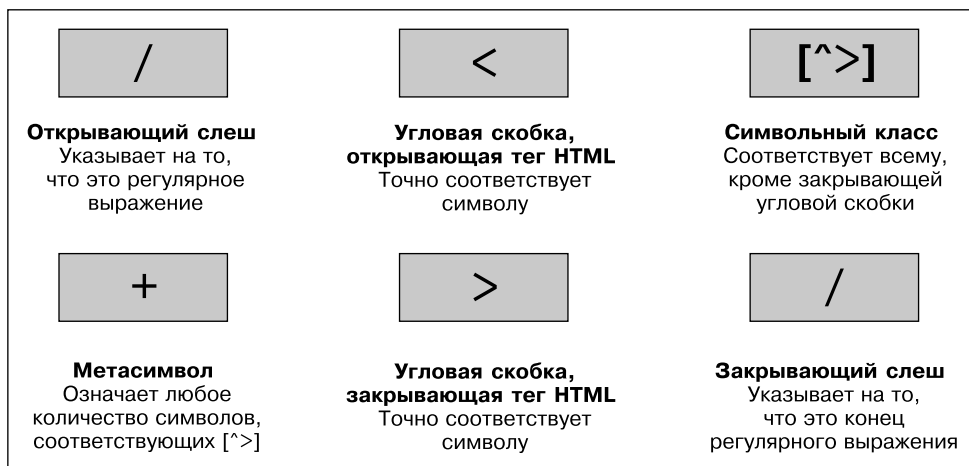 /
Открывающий слеш
Указывает на то,
что это регулярное
выражение
<
Угловая скобка,
открывающая тег HTML
Точно соответствует
символу
[^>]
Символьный класс
Соответствует всему,
кроме закрывающей
угловой скобки
+
Метасимвол
Означает любое
количество символов,
соответствующих [^>]
>
Угловая скобка,
закрывающая тег HTML
Точно соответствует
символу
/
Закрывающий слеш
Указывает на то,
что это конец
регулярного выражения